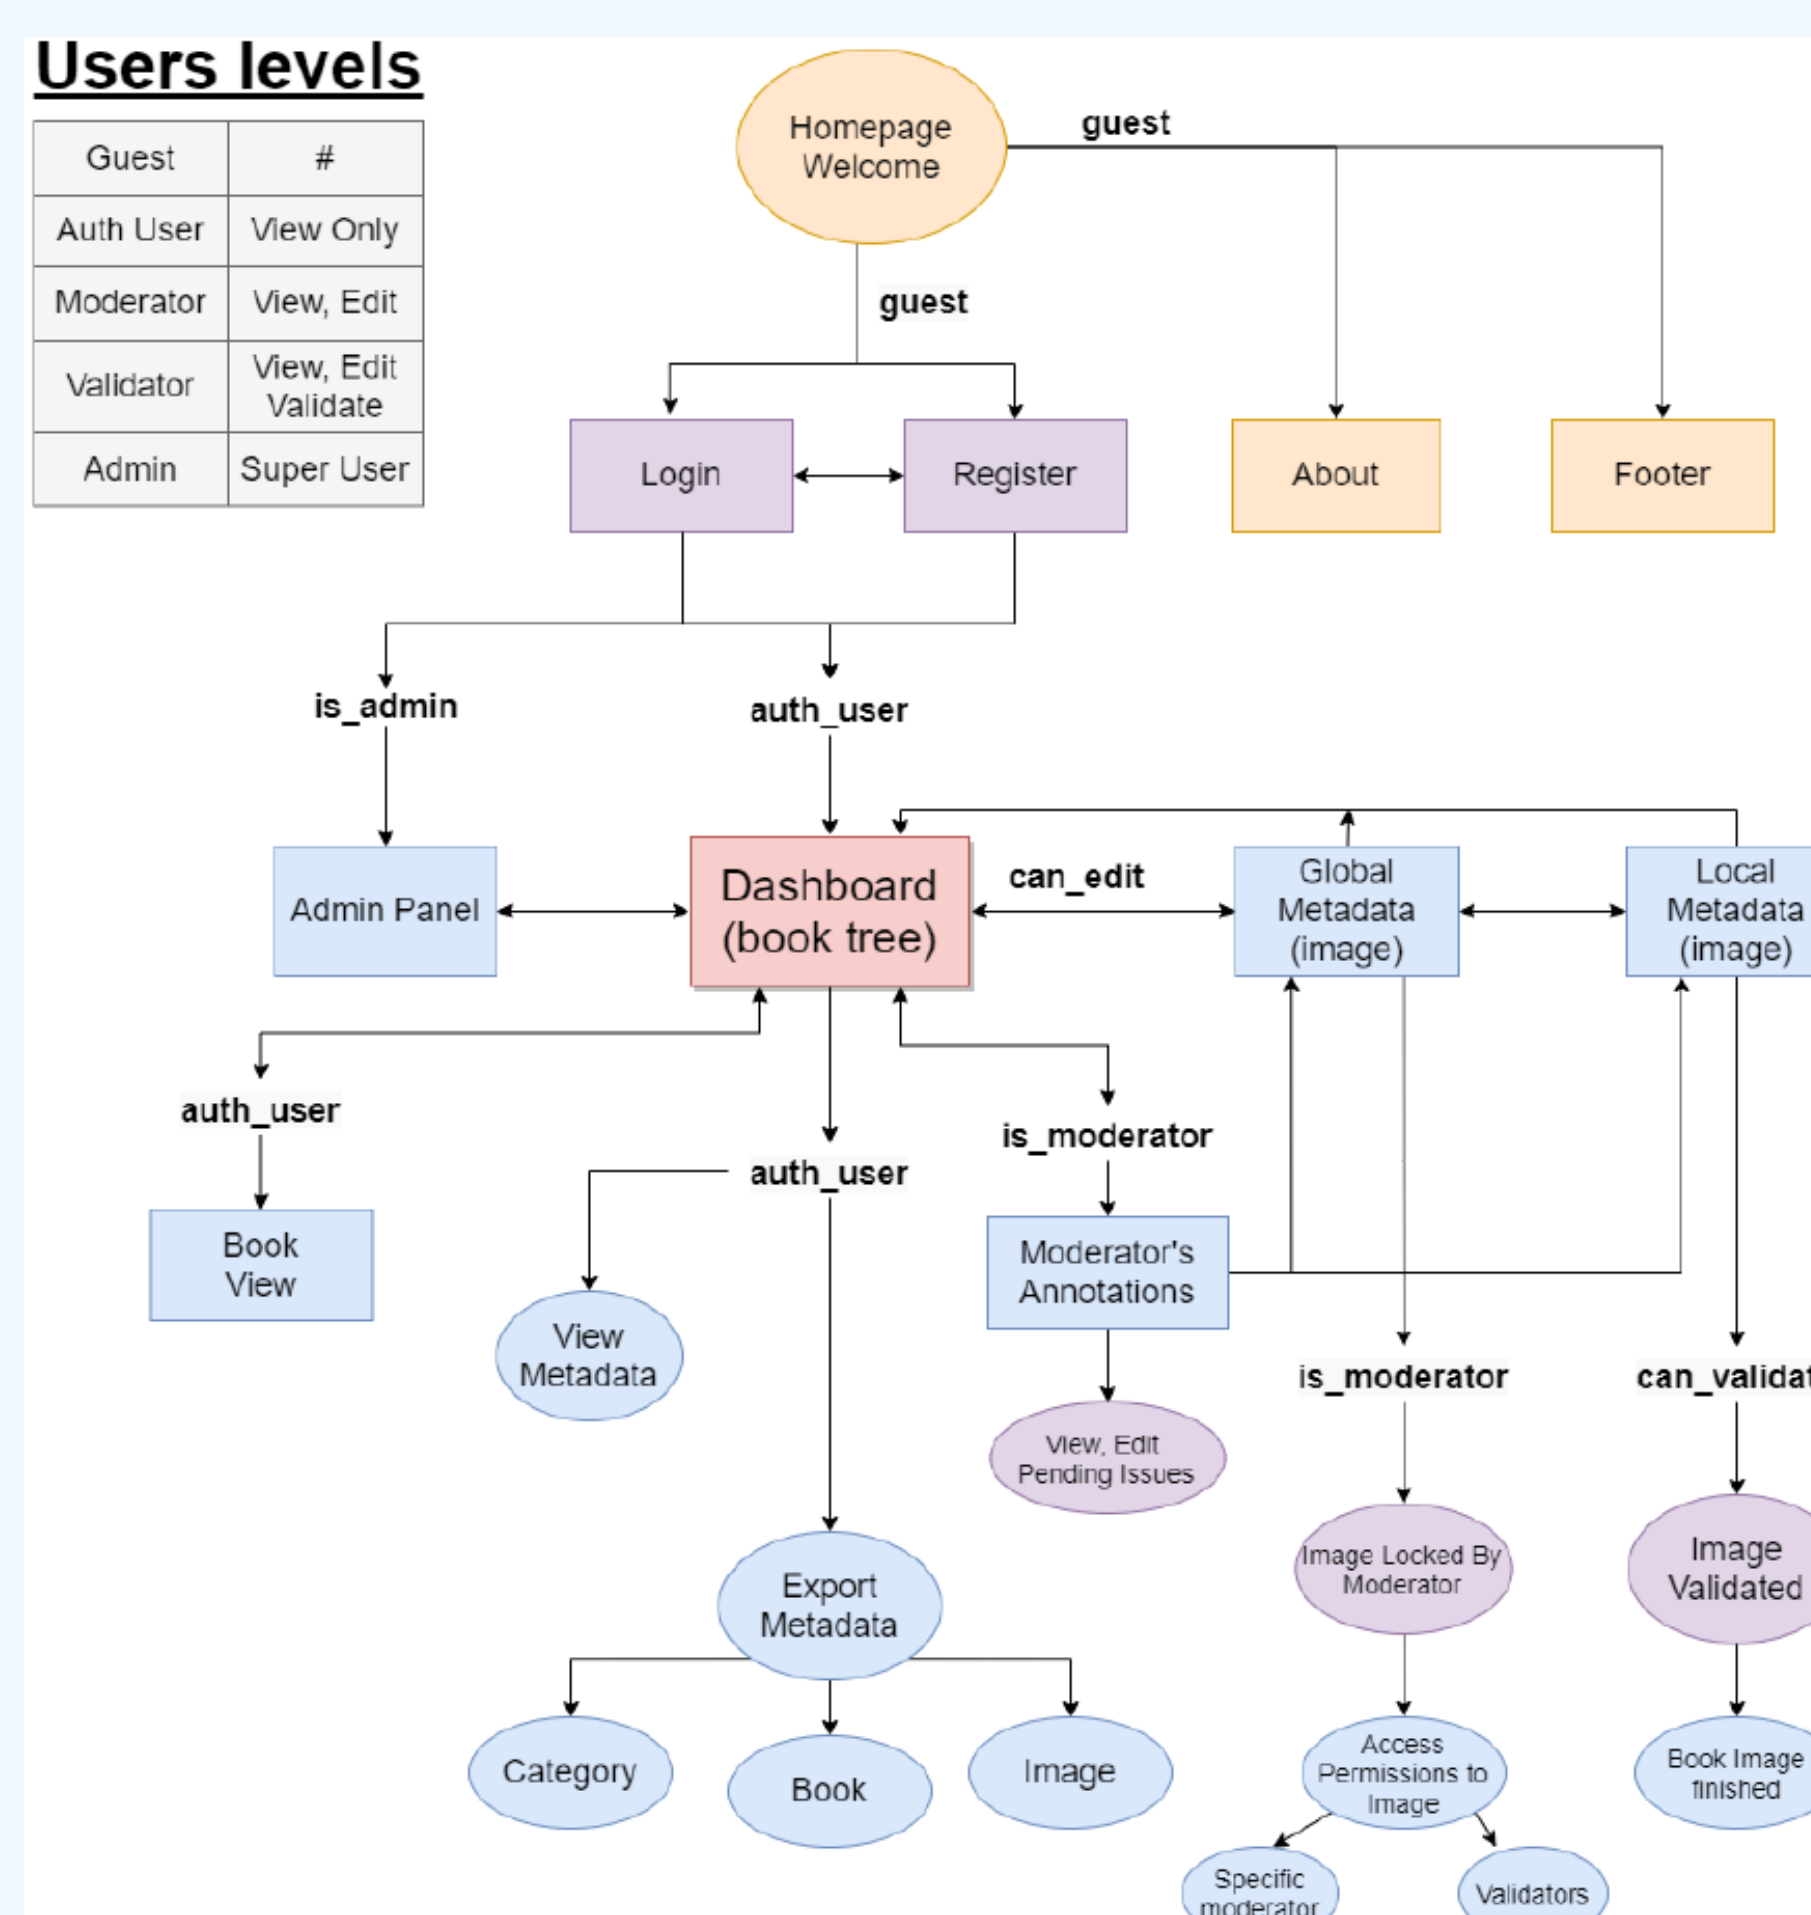 Users levels
Guest #
Auth User View Only
Moderator View, Edit
Validator View, Edit
Validate
Admin Super User
Homepage
Welcome
guest
guest
Login
Register
About
Footer
is_admin
auth_user
Admin Panel
Dashboard
(book tree)
can_edit
Global
Metadata
(image)
Local
Metadata
(image)
auth_user
auth_user
is_moderator
Book
View
View
Metadata
Moderator's
Annotations
is_moderator
can_validat
View, Edit
Pending Issues
Image Locked By
Moderator
Image
Validated
Export
Metadata
Category
Book
Image
Access
Permissions to
Image
Book Image
finished
Specific
moderator
Validators